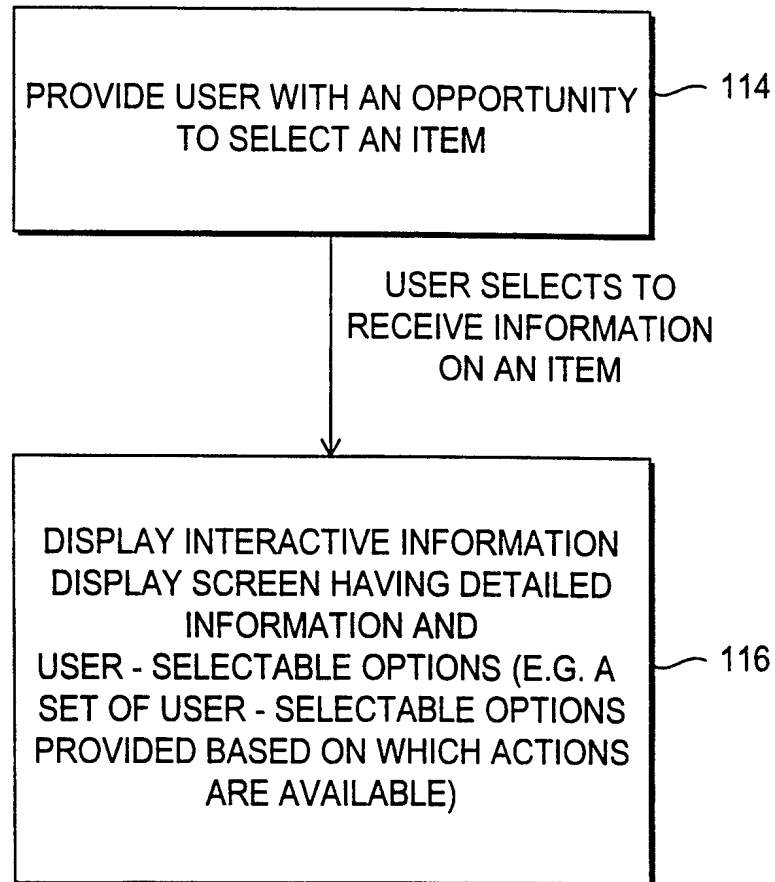 PROVIDE USER WITH AN OPPORTUNITY
TO SELECT AN ITEM
114
USER SELECTS TO
RECEIVE INFORMATION
ON AN ITEM
DISPLAY INTERACTIVE INFORMATION
DISPLAY SCREEN HAVING DETAILED
INFORMATION AND
USER - SELECTABLE OPTIONS (E.G. A
SET OF USER - SELECTABLE OPTIONS
PROVIDED BASED ON WHICH ACTIONS
ARE AVAILABLE)
116